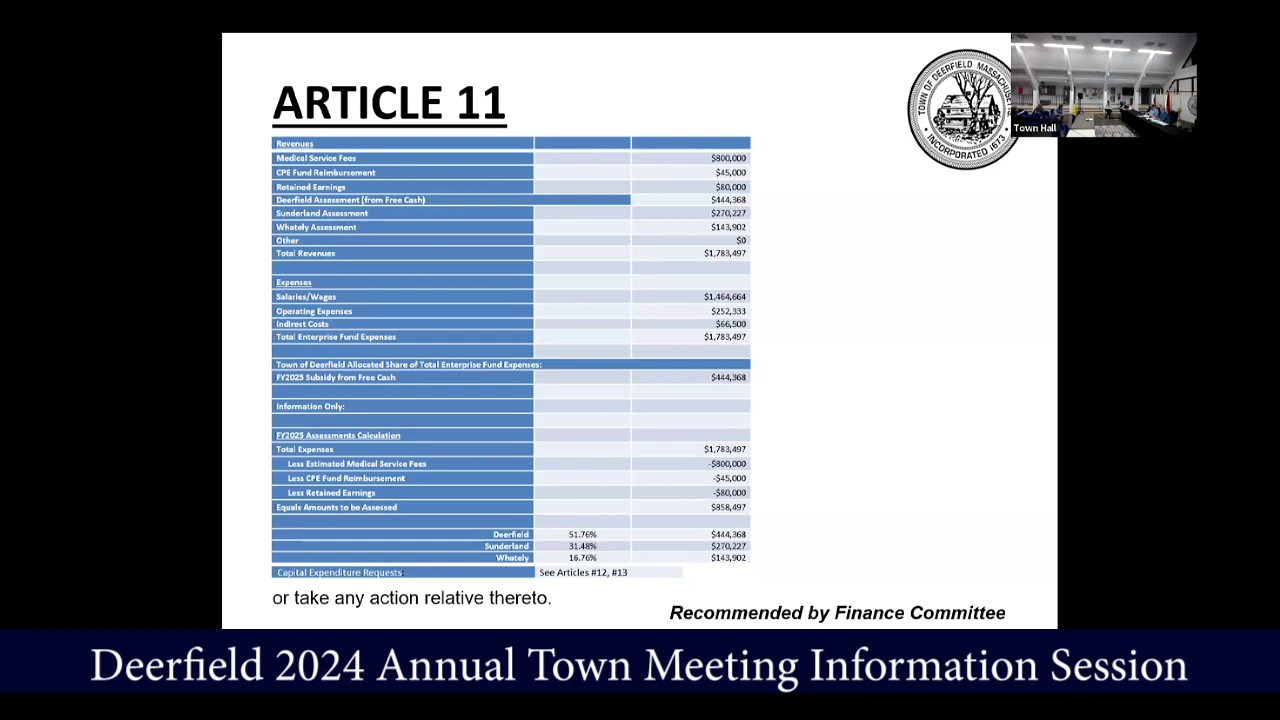 ARTICLE 11
TOWN OF DEERFIELD MASSACHUSETTS
INCORPORATED 1673
Town Hall
Revenues
Medical Service Fees $800,000
CPE Fund Reimbursement $45,000
Retained Earnings $80,000
Deerfield Assessment (from Free Cash) $444,368
Sunderland Assessment $270,227
Whately Assessment $143,902
Other $0
Total Revenues $1,783,497
Expenses
Salaries/Wages $1,464,664
Operating Expenses $252,333
Indirect Costs $66,500
Total Enterprise Fund Expenses $1,783,497
Town of Deerfield Allocated Share of Total Enterprise Fund Expenses:
FY2025 Subsidy from Free Cash $444,368
Information Only:
FY2025 Assessments Calculation
Total Expenses $1,783,497
Less Estimated Medical Service Fees -$800,000
Less CPE Fund Reimbursement -$45,000
Less Retained Earnings -$80,000
Equals Amounts to be Assessed $858,497
Deerfield 51.76% $444,368
Sunderland 31.48% $270,227
Whately 16.76% $143,902
Capital Expenditure Requests: See Articles #12, #13
or take any action relative thereto.
Recommended by Finance Committee
Deerfield 2024 Annual Town Meeting Information Session